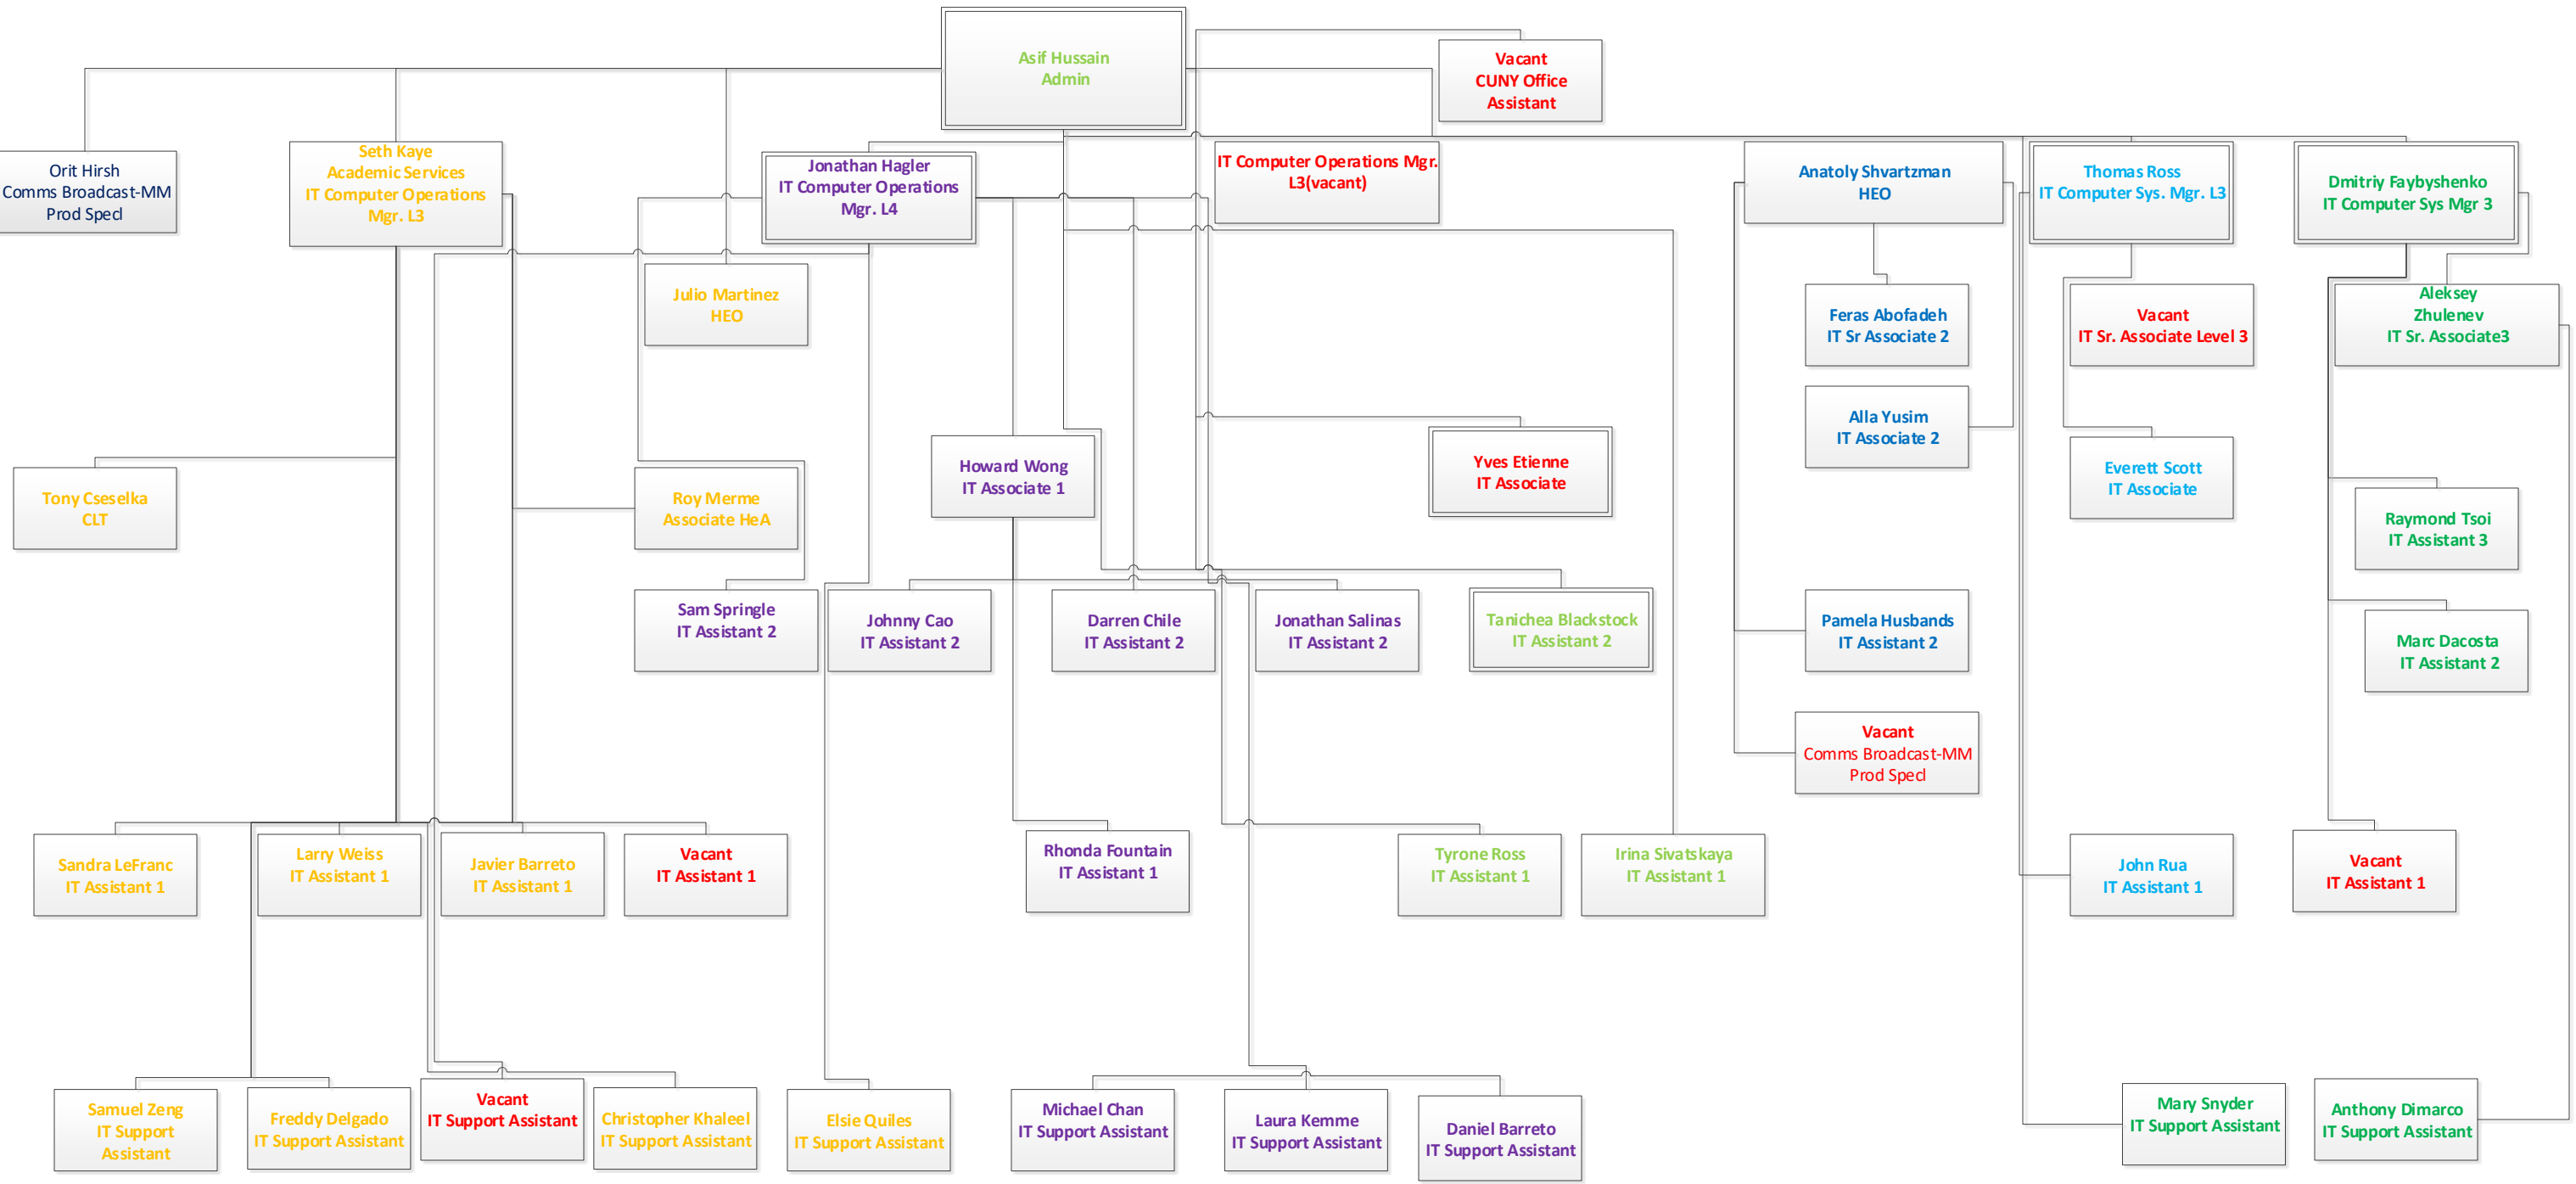 Asif Hussain
Admin
Vacant
CUNY Office
Assistant
Orit Hirsh
Comms Broadcast-MM
Prod Specl
Seth Kaye
Academic Services
IT Computer Operations
Mgr. L3
Jonathan Hagler
IT Computer Operations
Mgr. L4
IT Computer Operations Mgr.
L3(vacant)
Anatoly Shvartzman
HEO
Thomas Ross
IT Computer Sys. Mgr. L3
Dmitriy Faybyshenko
IT Computer Sys Mgr 3
Julio Martinez
HEO
Feras Abofadeh
IT Sr Associate 2
Vacant
IT Sr. Associate Level 3
Aleksey
Zhulenev
IT Sr. Associate3
Alla Yusim
IT Associate 2
Tony Cseselka
CLT
Roy Merme
Associate HeA
Howard Wong
IT Associate 1
Yves Etienne
IT Associate
Everett Scott
IT Associate
Raymond Tsoi
IT Assistant 3
Sam Springle
IT Assistant 2
Johnny Cao
IT Assistant 2
Darren Chile
IT Assistant 2
Jonathan Salinas
IT Assistant 2
Tanichea Blackstock
IT Assistant 2
Pamela Husbands
IT Assistant 2
Marc Dacosta
IT Assistant 2
Vacant
Comms Broadcast-MM
Prod Specl
Sandra LeFranc
IT Assistant 1
Larry Weiss
IT Assistant 1
Javier Barreto
IT Assistant 1
Vacant
IT Assistant 1
Rhonda Fountain
IT Assistant 1
Tyrone Ross
IT Assistant 1
Irina Sivatskaya
IT Assistant 1
John Rua
IT Assistant 1
Vacant
IT Assistant 1
Samuel Zeng
IT Support
Assistant
Freddy Delgado
IT Support Assistant
Vacant
IT Support Assistant
Christopher Khaleel
IT Support Assistant
Elsie Quiles
IT Support Assistant
Michael Chan
IT Support Assistant
Laura Kemme
IT Support Assistant
Daniel Barreto
IT Support Assistant
Mary Snyder
IT Support Assistant
Anthony Dimarco
IT Support Assistant